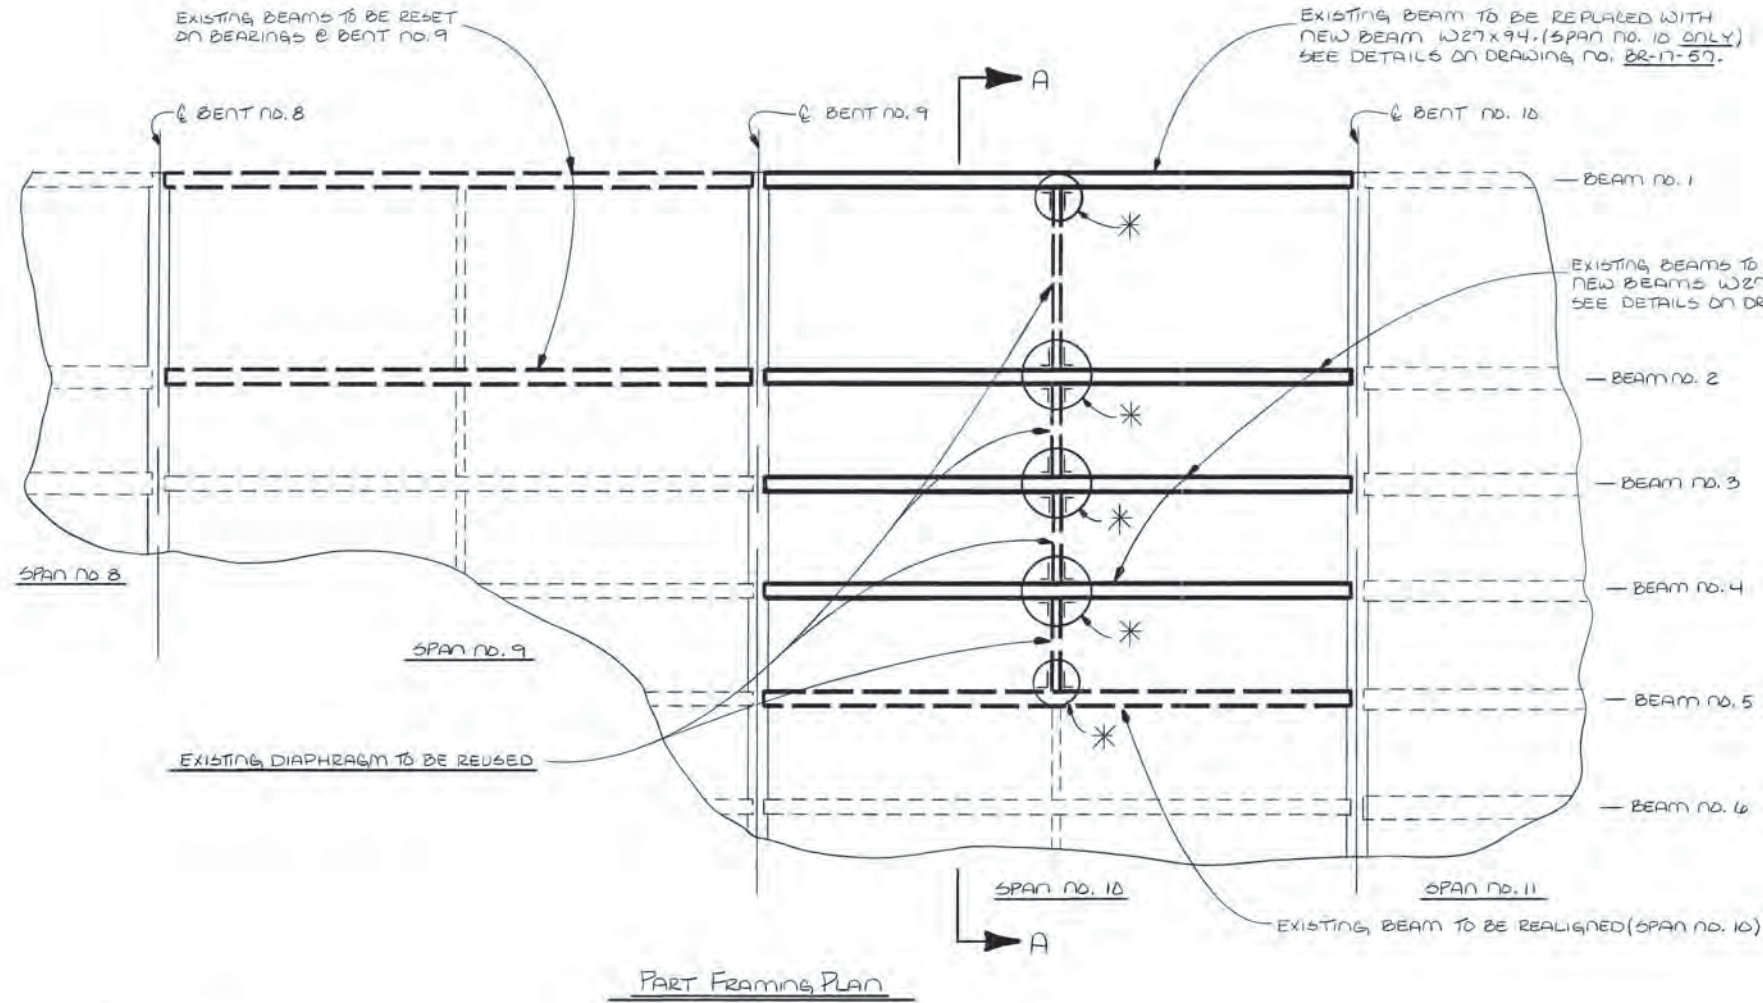 EXISTING BEAMS TO BE RESET
ON BEARINGS @ BENT NO. 9
EXISTING BEAM TO BE REPLACED WITH
NEW BEAM W27x94. (SPAN NO. 10 ONLY)
SEE DETAILS ON DRAWING NO. BR-17-57.
A
℄ BENT NO. 8
℄ BENT NO. 9
℄ BENT NO. 10
BEAM NO. 1
EXISTING BEAMS TO
NEW BEAMS W27
SEE DETAILS ON DR
BEAM NO. 2
BEAM NO. 3
BEAM NO. 4
SPAN NO. 8
SPAN NO. 9
BEAM NO. 5
EXISTING DIAPHRAGM TO BE REUSED
BEAM NO. 6
SPAN NO. 10
SPAN NO. 11
EXISTING BEAM TO BE REALIGNED (SPAN NO. 10)
A
PART FRAMING PLAN